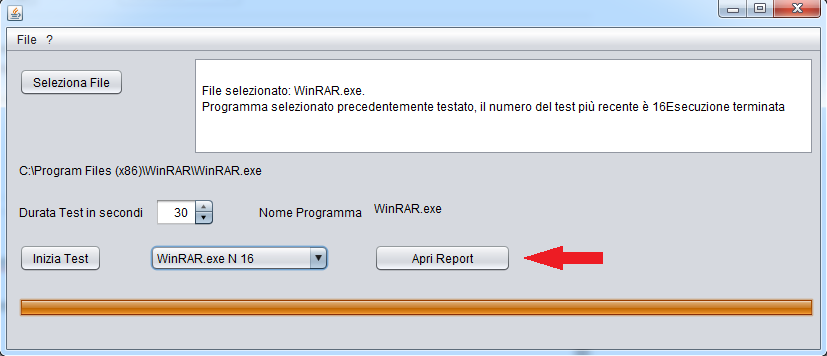 File ?
Seleziona File
File selezionato: WinRAR.exe.
Programma selezionato precedentemente testato, il numero del test più recente è 16Esecuzione terminata
C:\Program Files (x86)\WinRAR\WinRAR.exe
Durata Test in secondi 30 Nome Programma WinRAR.exe
Inizia Test WinRAR.exe N 16 Apri Report